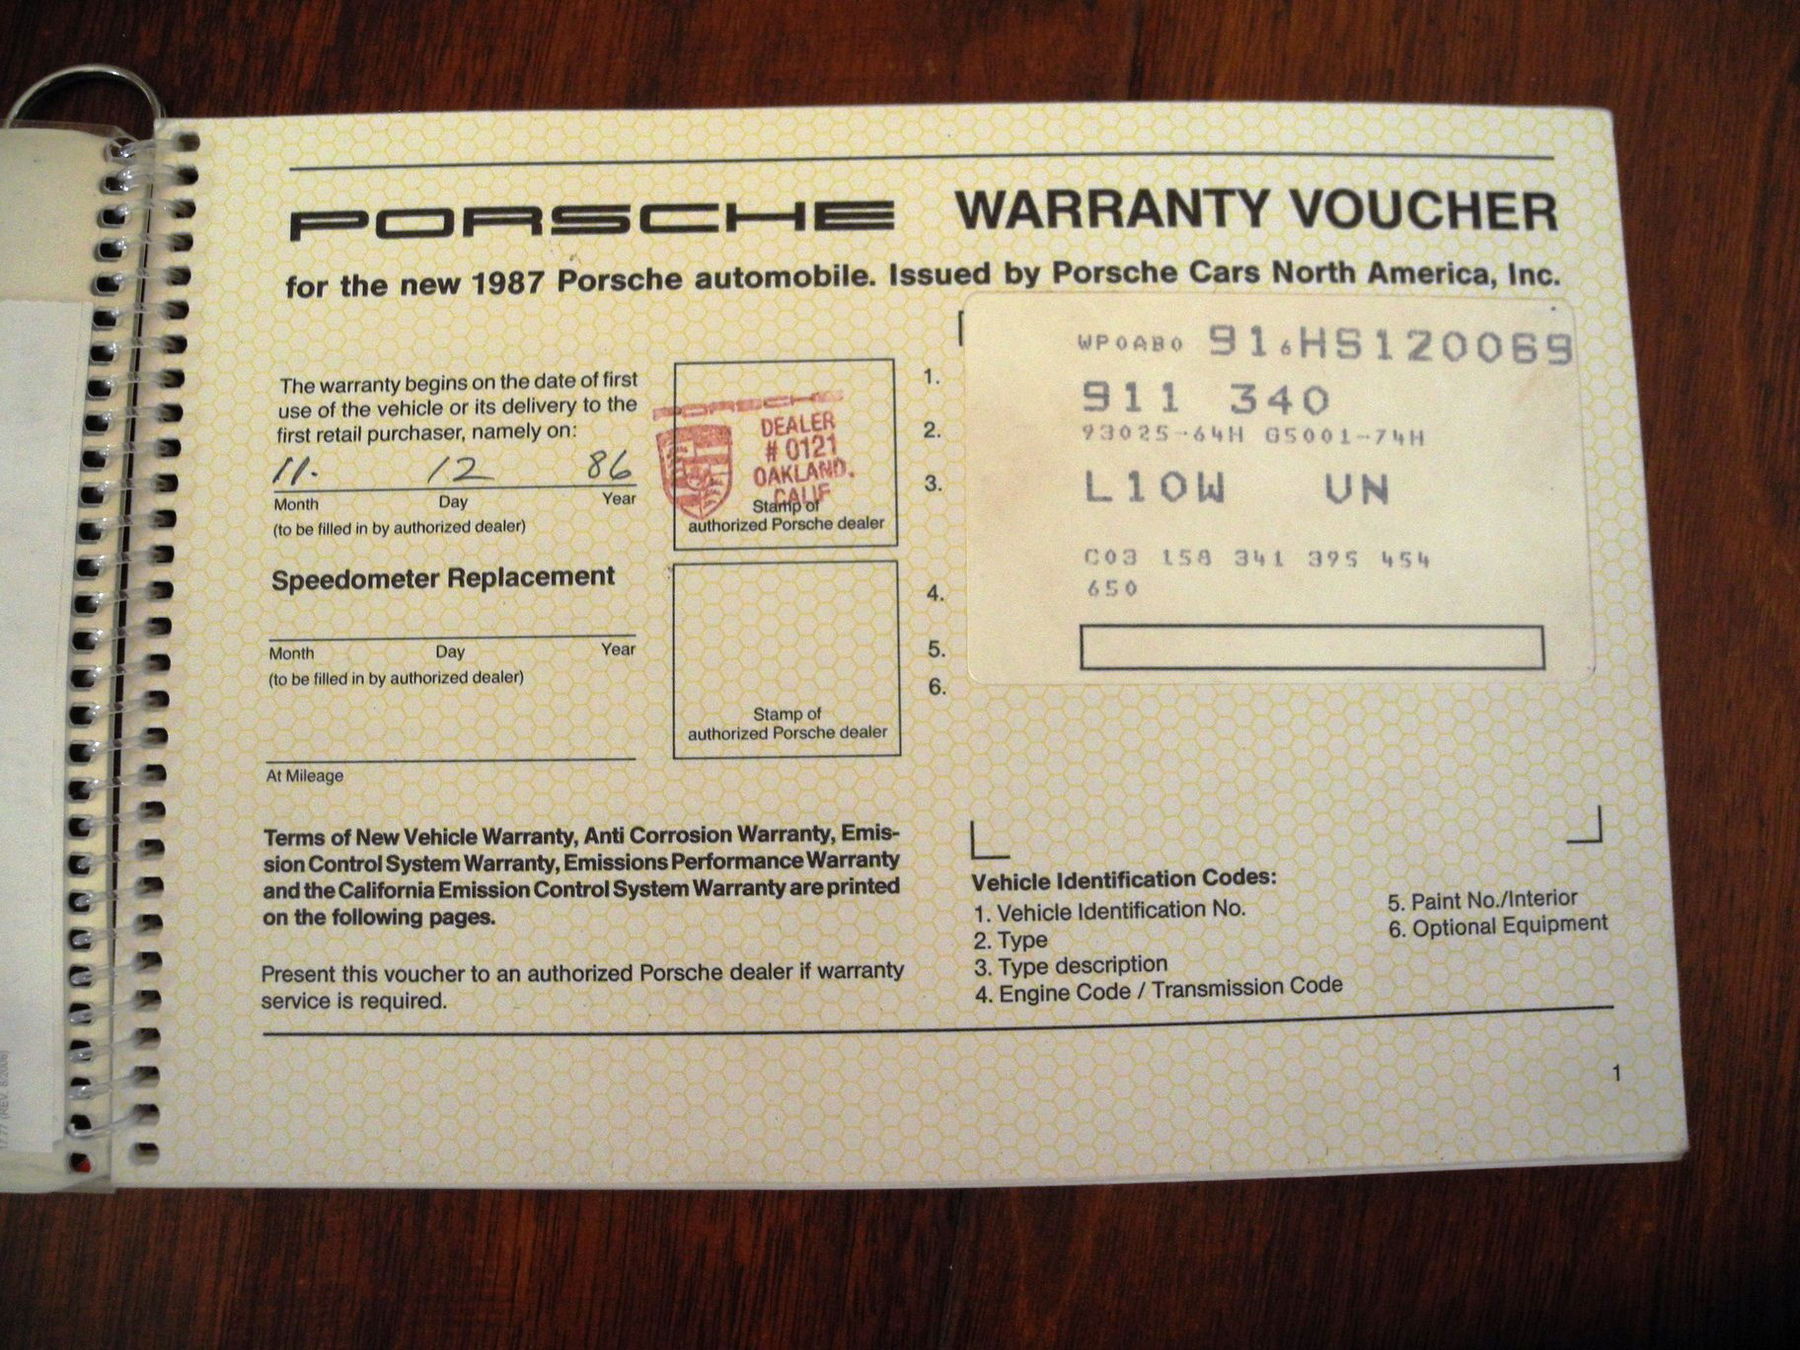 PORSCHE WARRANTY VOUCHER
for the new 1987 Porsche automobile. Issued by Porsche Cars North America, Inc.
The warranty begins on the date of first
use of the vehicle or its delivery to the
first retail purchaser, namely on:
11. 12 86
Month Day Year
(to be filled in by authorized dealer)
PORSCHE
DEALER
# 0121
OAKLAND.
CALIF
Stamp of
authorized Porsche dealer
Speedometer Replacement
Month Day Year
(to be filled in by authorized dealer)
At Mileage
Stamp of
authorized Porsche dealer
1.
2.
3.
4.
5.
6.
WP0AB0 916HS120069
911 340
93025-64H G5001-74H
L10W UN
C03 158 341 395 454
650
Terms of New Vehicle Warranty, Anti Corrosion Warranty, Emis-
sion Control System Warranty, Emissions Performance Warranty
and the California Emission Control System Warranty are printed
on the following pages.
Present this voucher to an authorized Porsche dealer if warranty
service is required.
Vehicle Identification Codes:
1. Vehicle Identification No.
2. Type
3. Type description
4. Engine Code / Transmission Code
5. Paint No./Interior
6. Optional Equipment
1